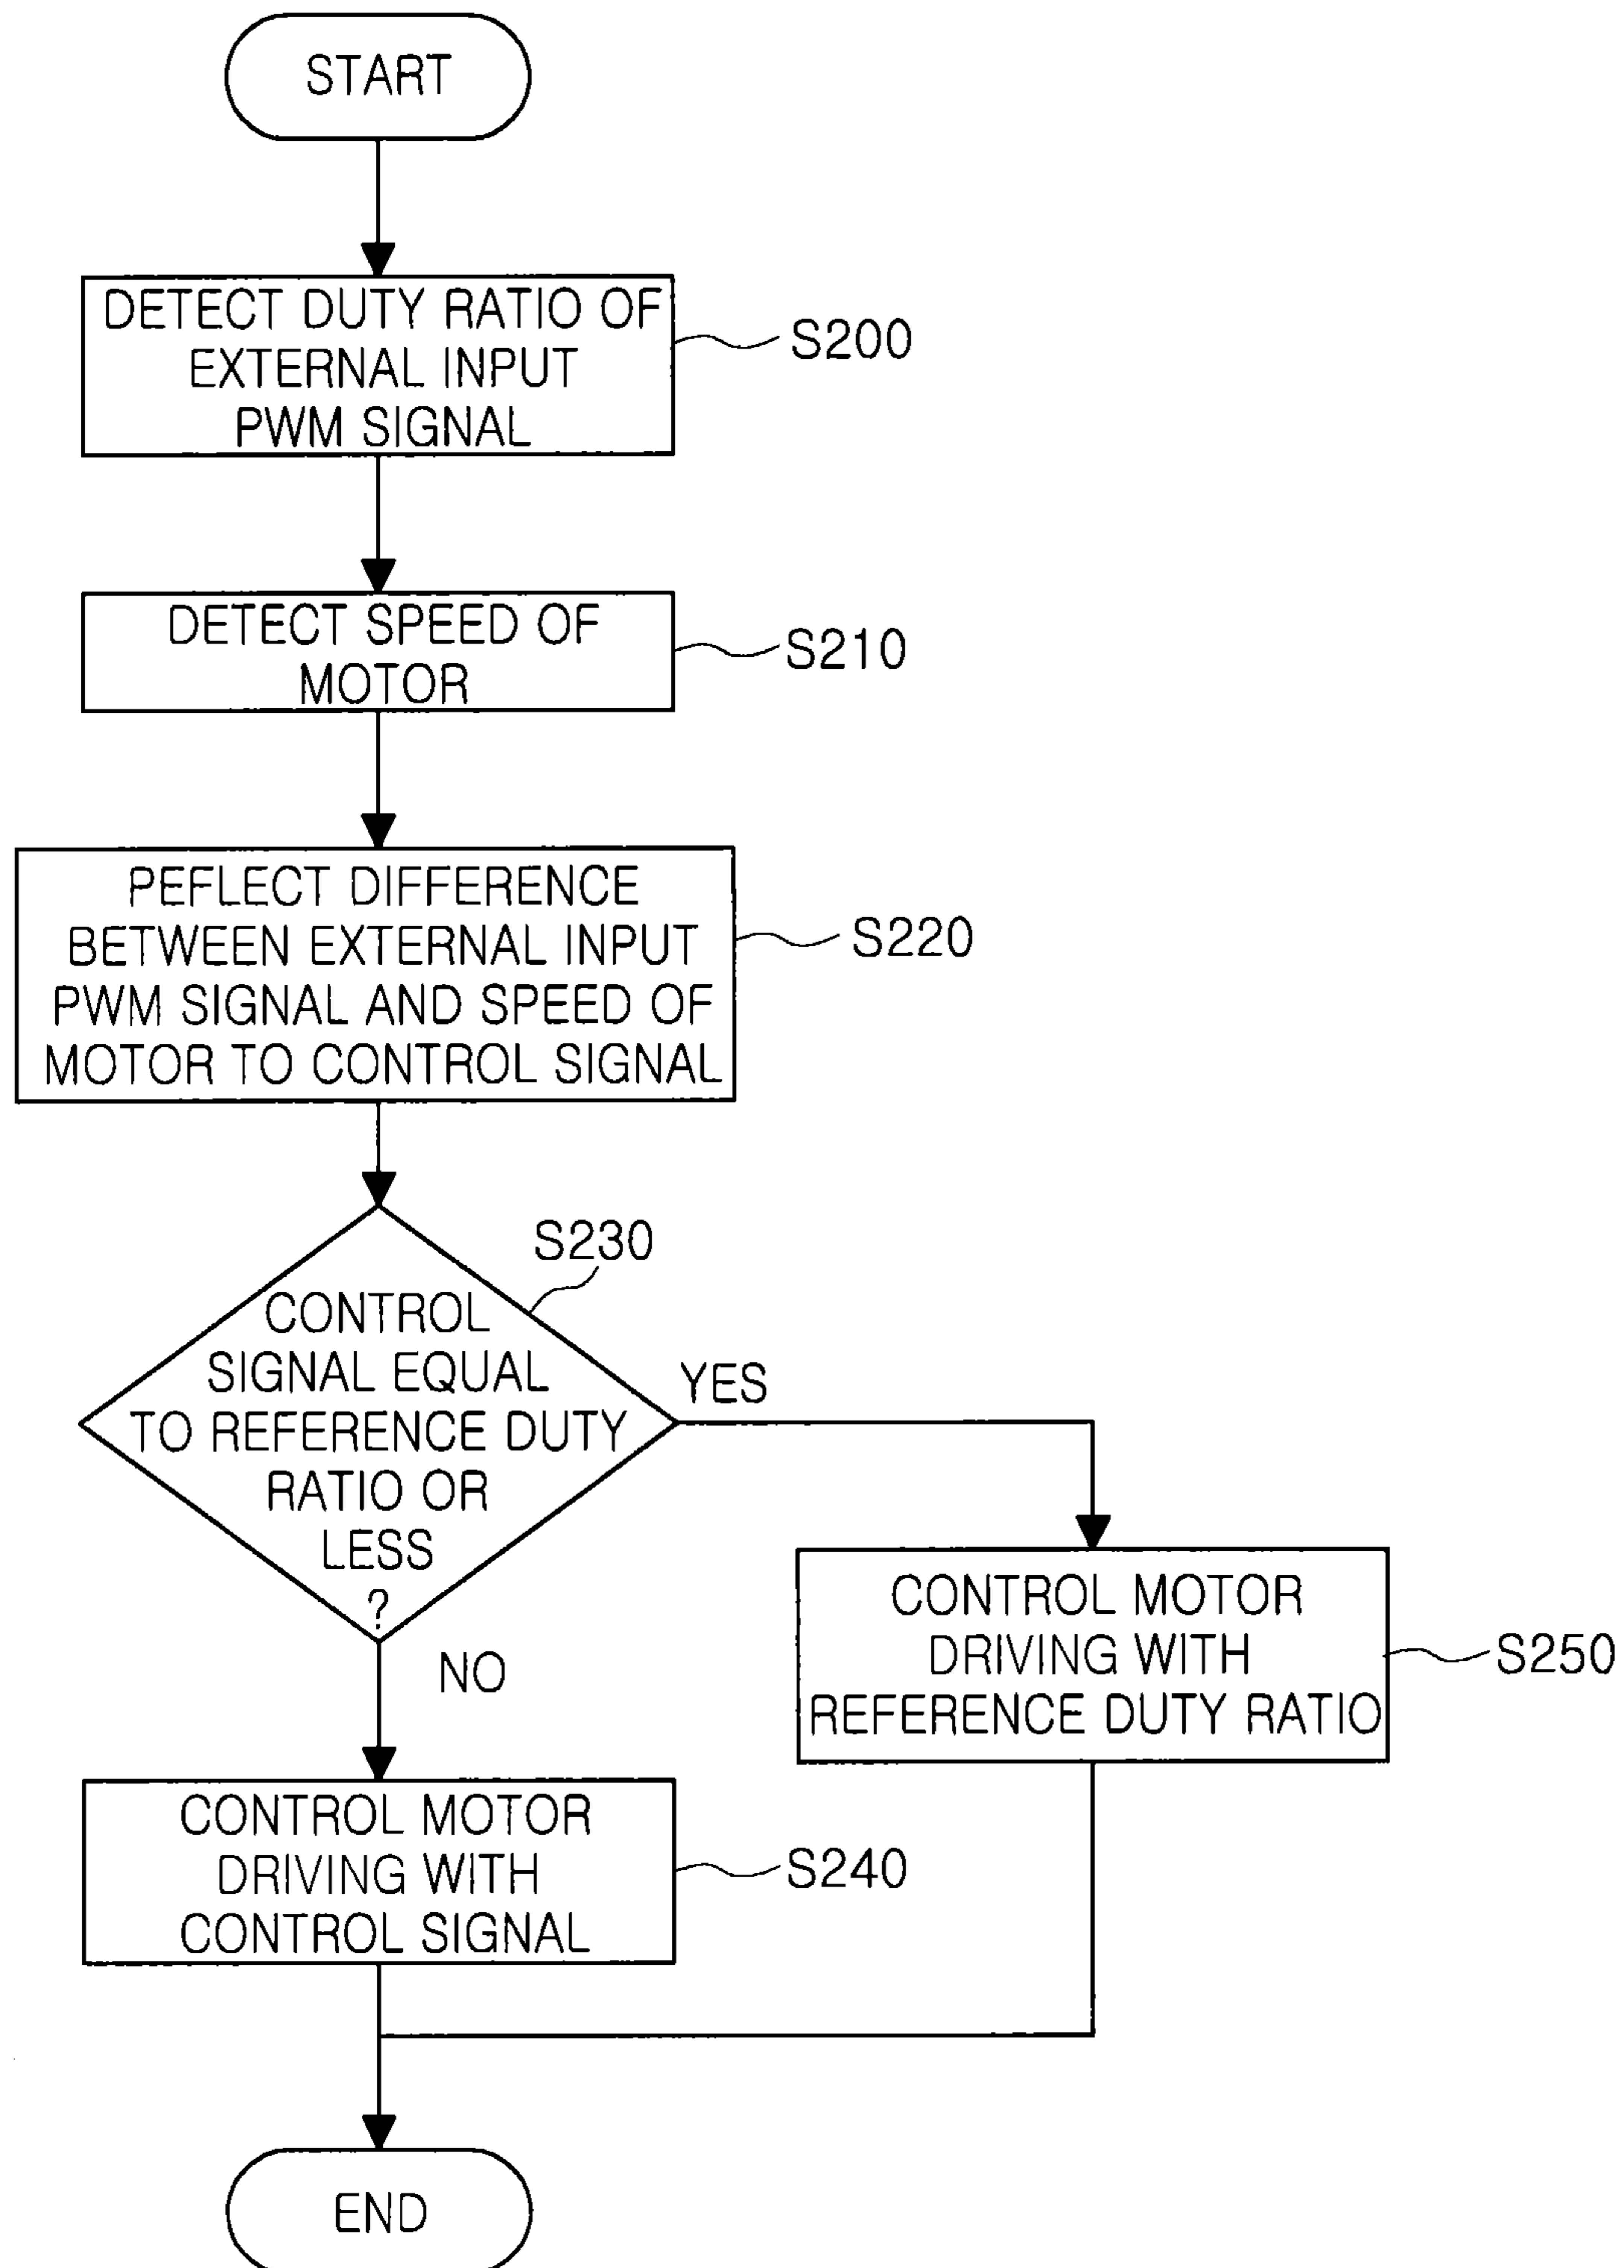 START
DETECT DUTY RATIO OF
EXTERNAL INPUT
PWM SIGNAL
S200
DETECT SPEED OF
MOTOR
S210
PEFLECT DIFFERENCE
BETWEEN EXTERNAL INPUT
PWM SIGNAL AND SPEED OF
MOTOR TO CONTROL SIGNAL
S220
S230
CONTROL
SIGNAL EQUAL
TO REFERENCE DUTY
RATIO OR
LESS
?
YES
NO
CONTROL MOTOR
DRIVING WITH
REFERENCE DUTY RATIO
S250
CONTROL MOTOR
DRIVING WITH
CONTROL SIGNAL
S240
END